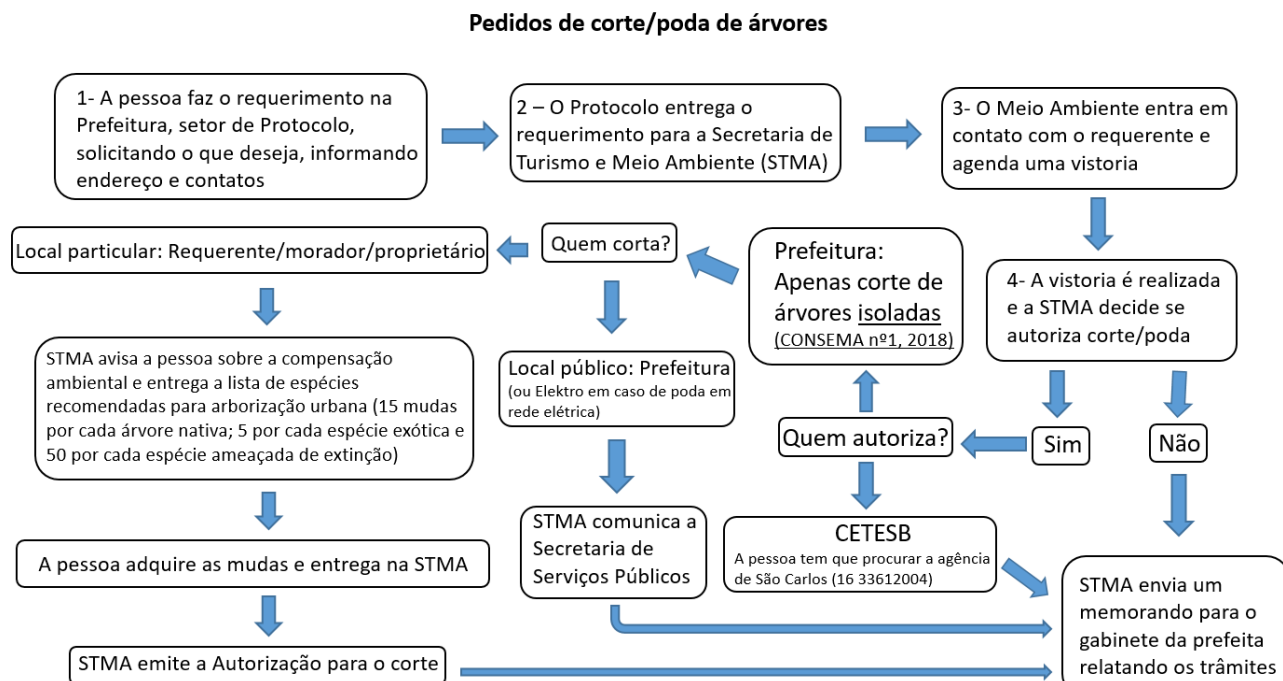 Pedidos de corte/poda de árvores
1- A pessoa faz o requerimento na
Prefeitura, setor de Protocolo,
solicitando o que deseja, informando
endereço e contatos
2 – O Protocolo entrega o
requerimento para a Secretaria de
Turismo e Meio Ambiente (STMA)
3- O Meio Ambiente entra em
contato com o requerente e
agenda uma vistoria
4- A vistoria é realizada
e a STMA decide se
autoriza corte/poda
Sim
Não
Quem autoriza?
Prefeitura:
Apenas corte de
árvores isoladas
(CONSEMA nº1, 2018)
CETESB
A pessoa tem que procurar a agência
de São Carlos (16 33612004)
Quem corta?
Local particular: Requerente/morador/proprietário
STMA avisa a pessoa sobre a compensação
ambiental e entrega a lista de espécies
recomendadas para arborização urbana (15 mudas
por cada árvore nativa; 5 por cada espécie exótica e
50 por cada espécie ameaçada de extinção)
A pessoa adquire as mudas e entrega na STMA
STMA emite a Autorização para o corte
Local público: Prefeitura
(ou Elektro em caso de poda em
rede elétrica)
STMA comunica a
Secretaria de
Serviços Públicos
STMA envia um
memorando para o
gabinete da prefeita
relatando os trâmites